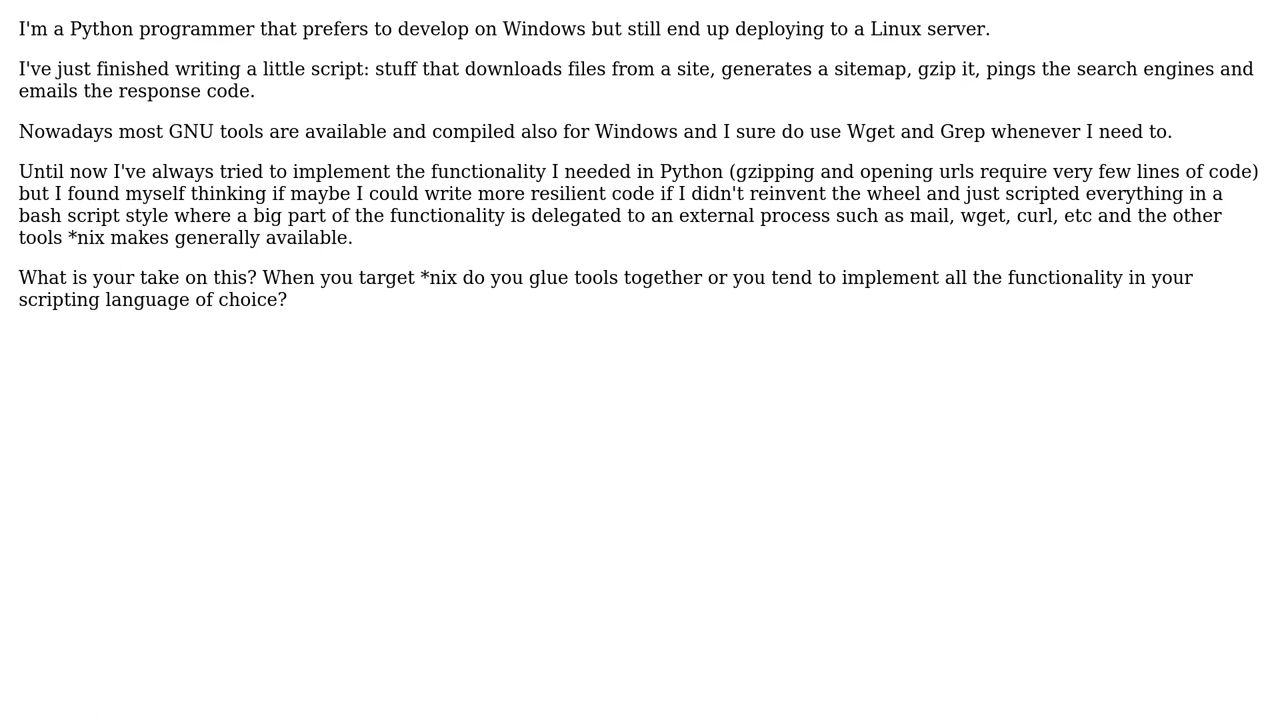 I'm a Python programmer that prefers to develop on Windows but still end up deploying to a Linux server.
I've just finished writing a little script: stuff that downloads files from a site, generates a sitemap, gzip it, pings the search engines and
emails the response code.
Nowadays most GNU tools are available and compiled also for Windows and I sure do use Wget and Grep whenever I need to.
Until now I've always tried to implement the functionality I needed in Python (gzipping and opening urls require very few lines of code)
but I found myself thinking if maybe I could write more resilient code if I didn't reinvent the wheel and just scripted everything in a
bash script style where a big part of the functionality is delegated to an external process such as mail, wget, curl, etc and the other
tools *nix makes generally available.
What is your take on this? When you target *nix do you glue tools together or you tend to implement all the functionality in your
scripting language of choice?